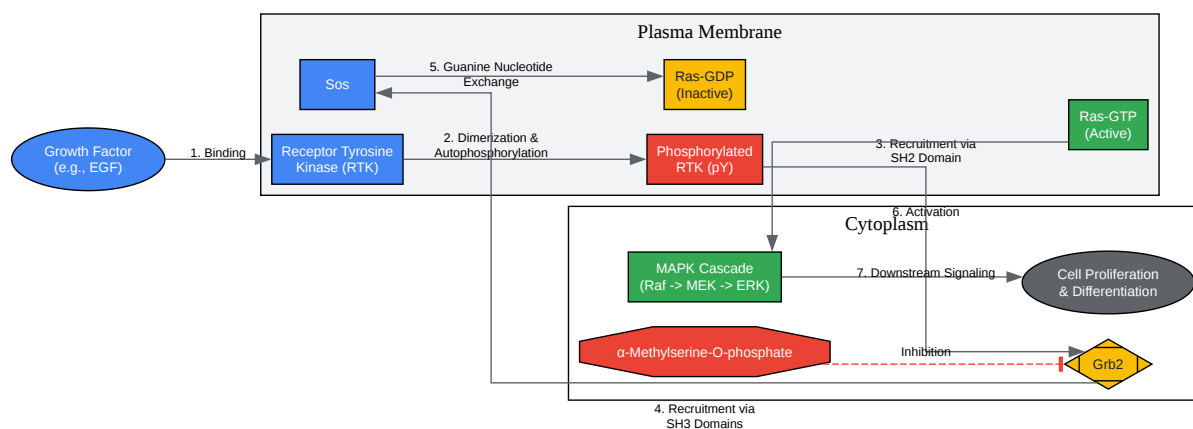 Plasma Membrane
Sos
5. Guanine Nucleotide
Exchange
Ras-GDP
(Inactive)
Ras-GTP
(Active)
Growth Factor
(e.g., EGF)
1. Binding
Receptor Tyrosine
Kinase (RTK)
2. Dimerization &
Autophosphorylation
Phosphorylated
RTK (pY)
3. Recruitment via
SH2 Domain
6. Activation
Cytoplasm
MAPK Cascade
(Raf -> MEK -> ERK)
7. Downstream Signaling
Cell Proliferation
& Differentiation
α-Methylserine-O-phosphate
Inhibition
Grb2
4. Recruitment via
SH3 Domains